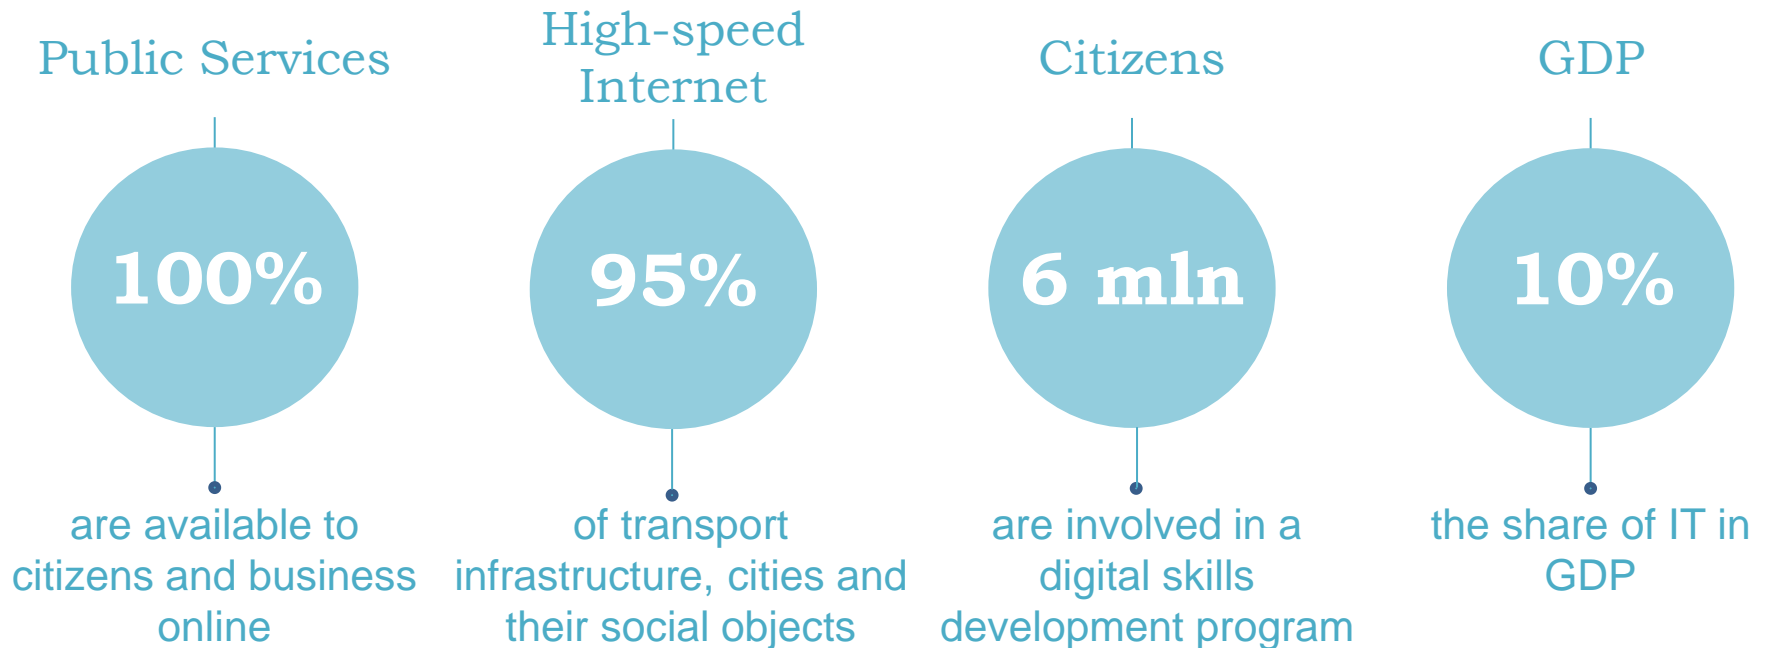 Public Services
100%
are available to
citizens and business
online
High-speed
Internet
95%
of transport
infrastructure, cities and
their social objects
Citizens
6 mln
are involved in a
digital skills
development program
GDP
10%
the share of IT in
GDP